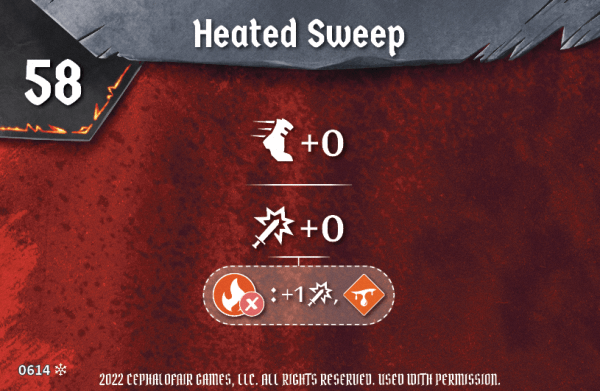 Heated Sweep
58
+0
+0
: +1 ,
0614
2022 CEPHALOFAIR GAMES, LLC. ALL RIGHTS RESERVED. USED WITH PERMISSION.